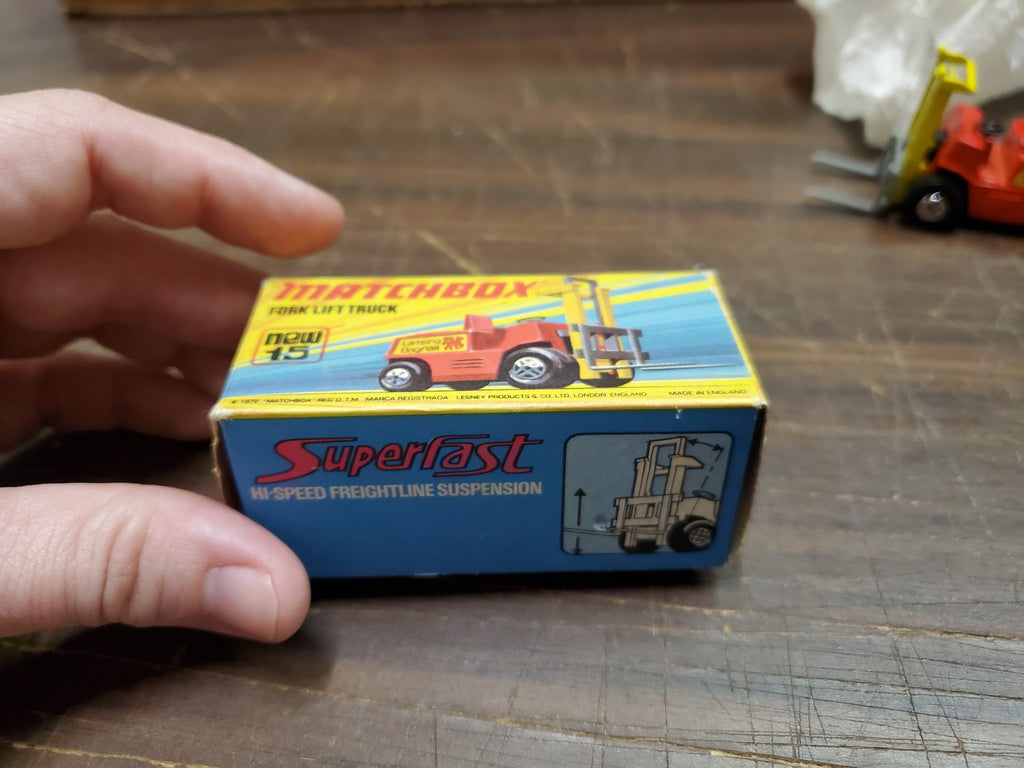 MATCHBOX
FORK LIFT TRUCK
new
15
Lansing
Bagnall
© 1972 "MATCHBOX" REG'D. T.M. MARCA REGISTRADA LESNEY PRODUCTS & CO. LTD. LONDON ENGLAND MADE IN ENGLAND
Superfast
HI-SPEED FREIGHTLINE SUSPENSION